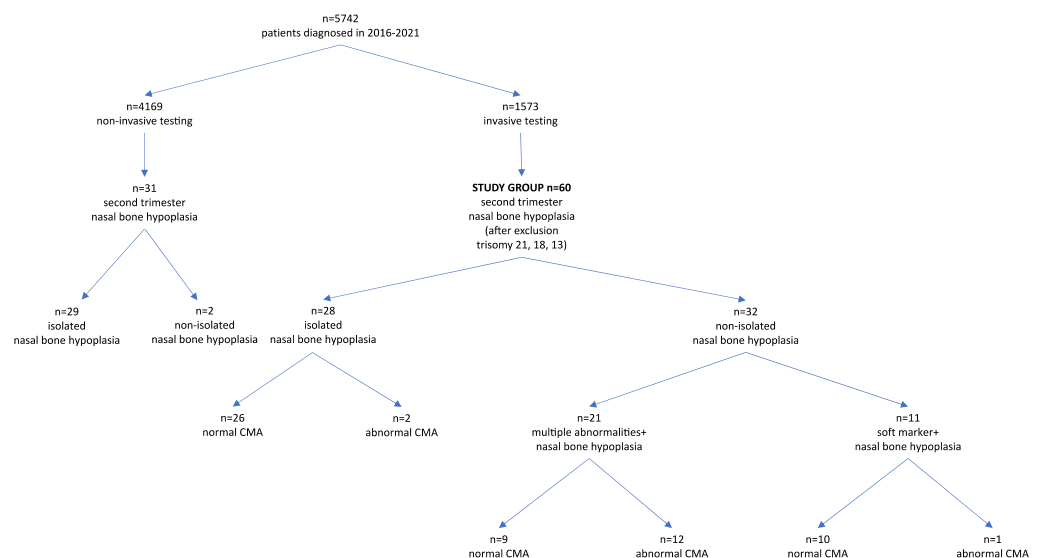 n=5742
patients diagnosed in 2016-2021
n=4169
non-invasive testing
n=1573
invasive testing
n=31
second trimester
nasal bone hypoplasia
STUDY GROUP n=60
second trimester
nasal bone hypoplasia
(after exclusion
trisomy 21, 18, 13)
n=29
isolated
nasal bone hypoplasia
n=2
non-isolated
nasal bone hypoplasia
n=28
isolated
nasal bone hypoplasia
n=32
non-isolated
nasal bone hypoplasia
n=26
normal CMA
n=2
abnormal CMA
n=21
multiple abnormalities+
nasal bone hypoplasia
n=11
soft marker+
nasal bone hypoplasia
n=9
normal CMA
n=12
abnormal CMA
n=10
normal CMA
n=1
abnormal CMA